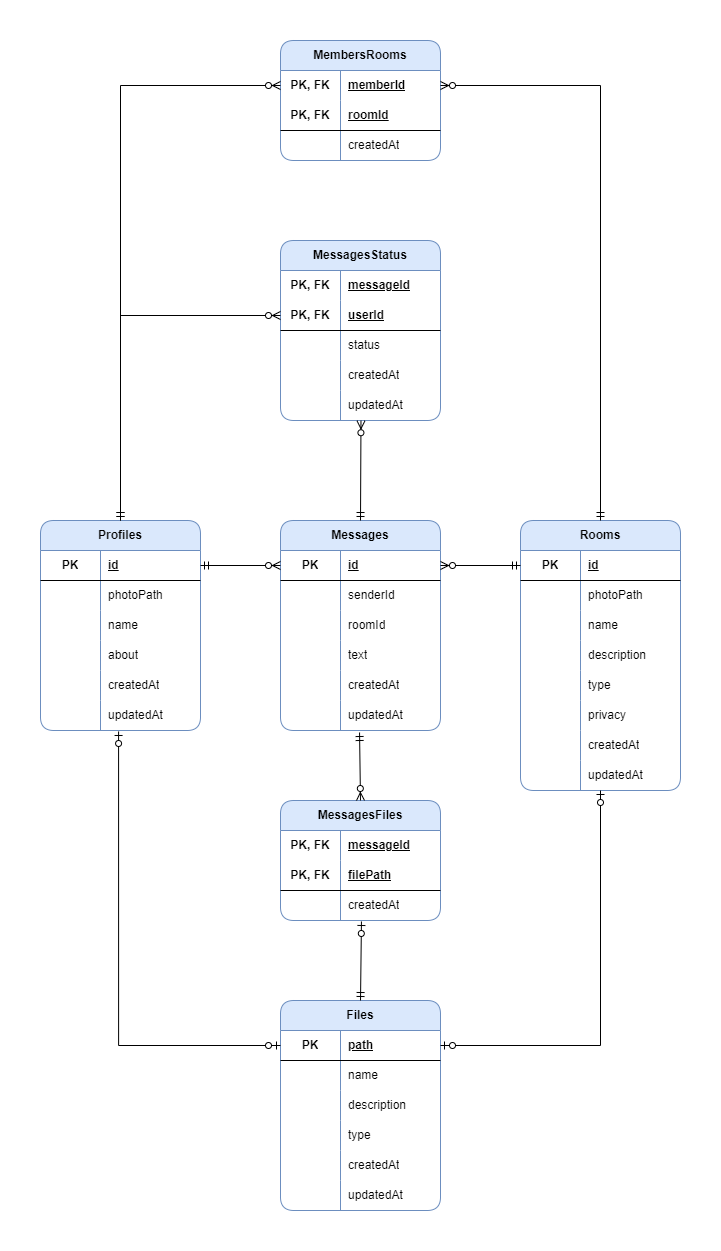 MembersRooms
PK, FK memberId
PK, FK roomId
createdAt
MessagesStatus
PK, FK messageId
PK, FK userId
status
createdAt
updatedAt
Profiles
PK id
photoPath
name
about
createdAt
updatedAt
Messages
PK id
senderId
roomId
text
createdAt
updatedAt
Rooms
PK id
photoPath
name
description
type
privacy
createdAt
updatedAt
MessagesFiles
PK, FK messageId
PK, FK filePath
createdAt
Files
PK path
name
description
type
createdAt
updatedAt